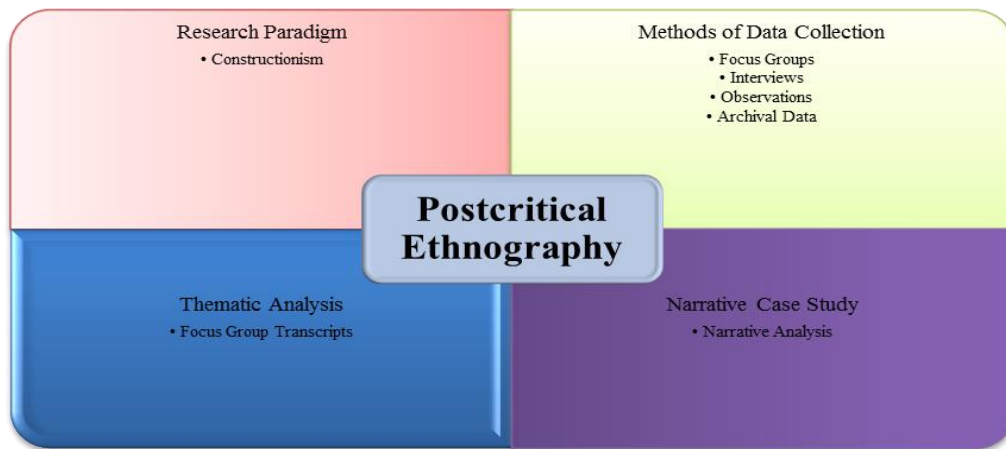 Research Paradigm
• Constructionism
Methods of Data Collection
• Focus Groups
• Interviews
• Observations
• Archival Data
Postcritical
Ethnography
Thematic Analysis
• Focus Group Transcripts
Narrative Case Study
• Narrative Analysis